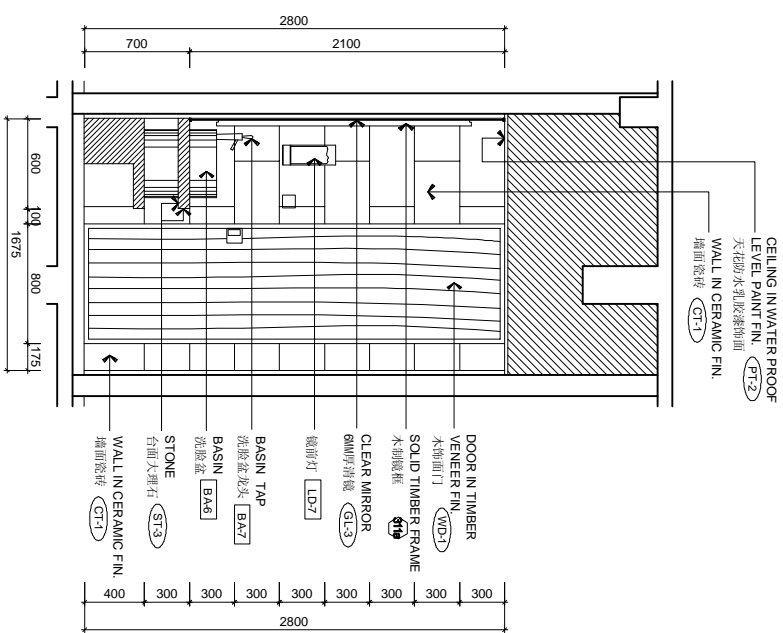 2800
700
2100
CEILING IN WATER PROOF
LEVEL PAINT FIN.
天花防水乳胶漆饰面
PT-2
WALL IN CERAMIC FIN.
墙面瓷砖
CT-1
600
100
800
175
1675
DOOR IN TIMBER
VENEER FIN.
木饰面门
WD-1
SOLID TIMBER FRAME
木制镜框
CLEAR MIRROR
6MM厚清镜
GL-3
镜前灯
LD-7
BASIN TAP
洗脸盆龙头
BA-7
BASIN
洗脸盆
BA-6
STONE
台面大理石
ST-3
WALL IN CERAMIC FIN.
墙面瓷砖
CT-1
400
300
300
300
300
300
300
300
300
2800